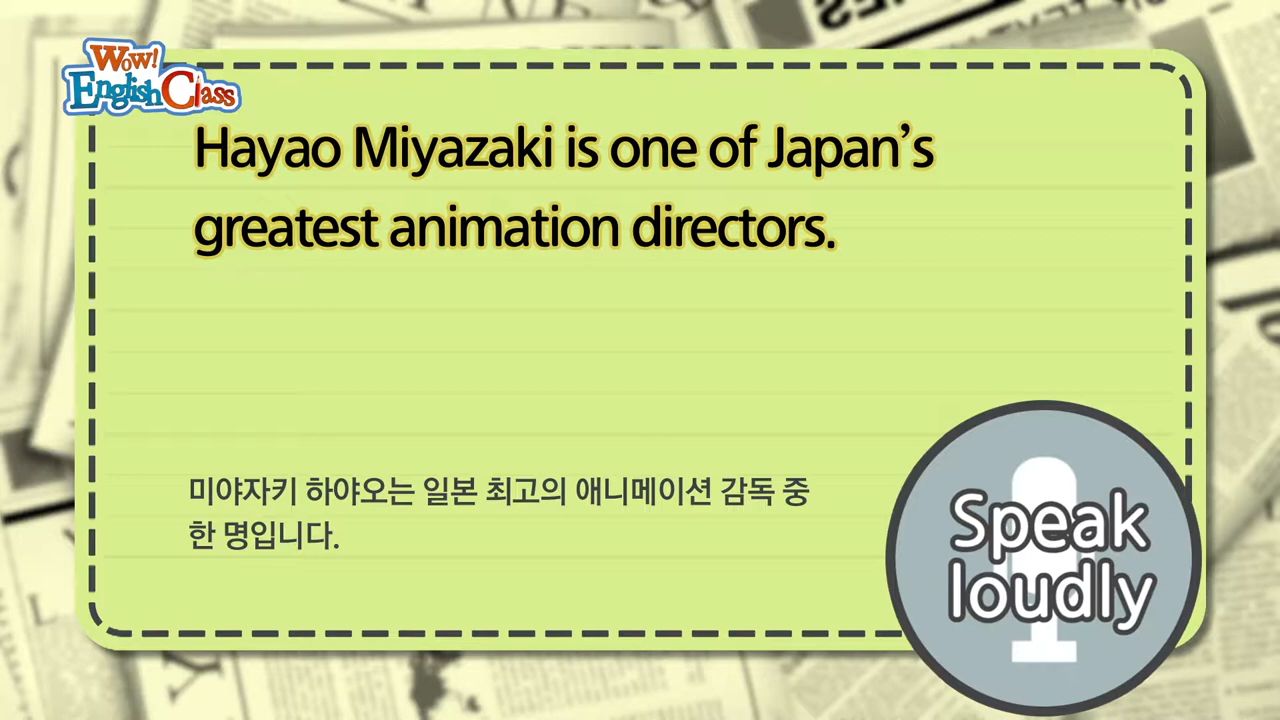 Wow!
English Class
Hayao Miyazaki is one of Japan’s
greatest animation directors.
미야자키 하야오는 일본 최고의 애니메이션 감독 중
한 명입니다.
Speak
loudly